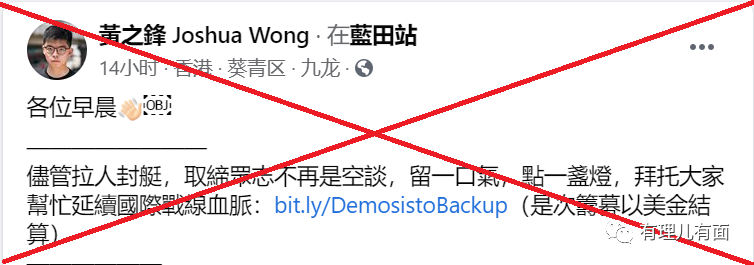 黃之鋒 Joshua Wong · 在藍田站
14小时 · 香港 · 葵青区 · 九龙 ·
各位早晨👋🏻OBJ
儘管拉人封艇，取締眾志不再是空談，留一口氣，點一盞燈，拜托大家
幫忙延續國際戰線血脈：bit.ly/DemosistoBackup（是次籌募以美金結
算）
有理儿有面